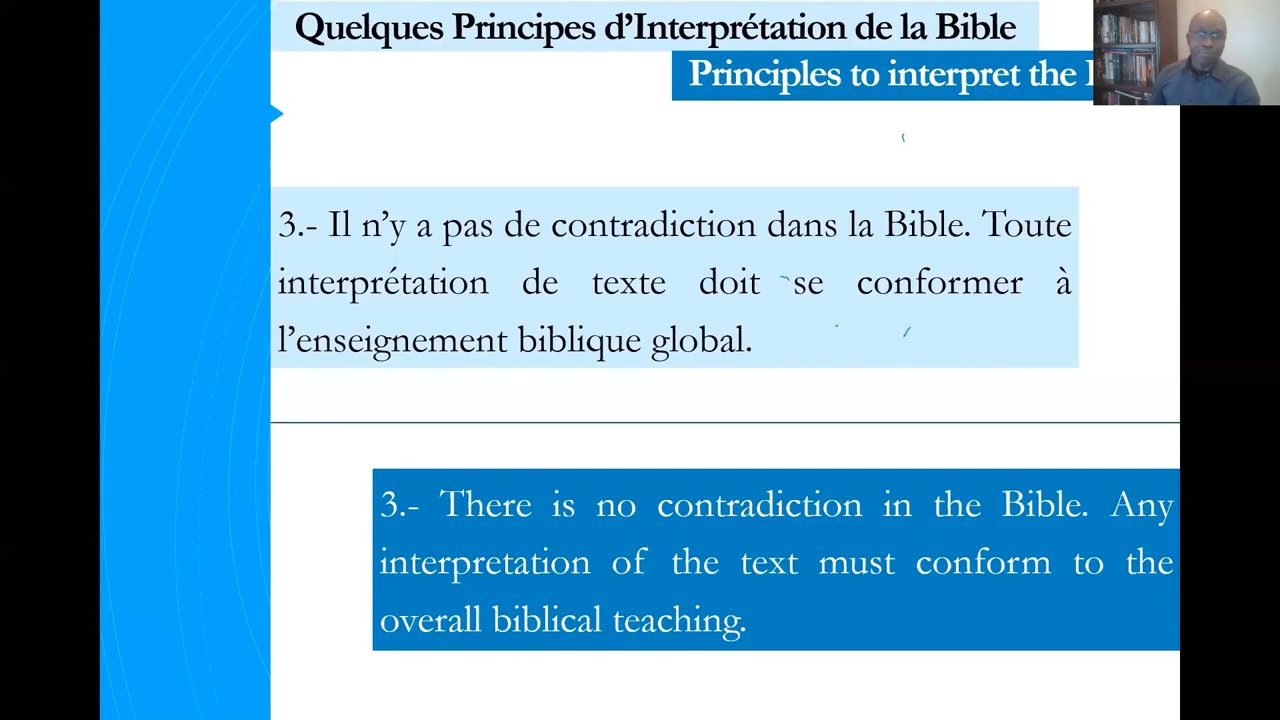 Quelques Principes d’Interprétation de la Bible
Principles to interpret the
3.- Il n’y a pas de contradiction dans la Bible. Toute
interprétation de texte doit se conformer à
l’enseignement biblique global.
3.- There is no contradiction in the Bible. Any
interpretation of the text must conform to the
overall biblical teaching.